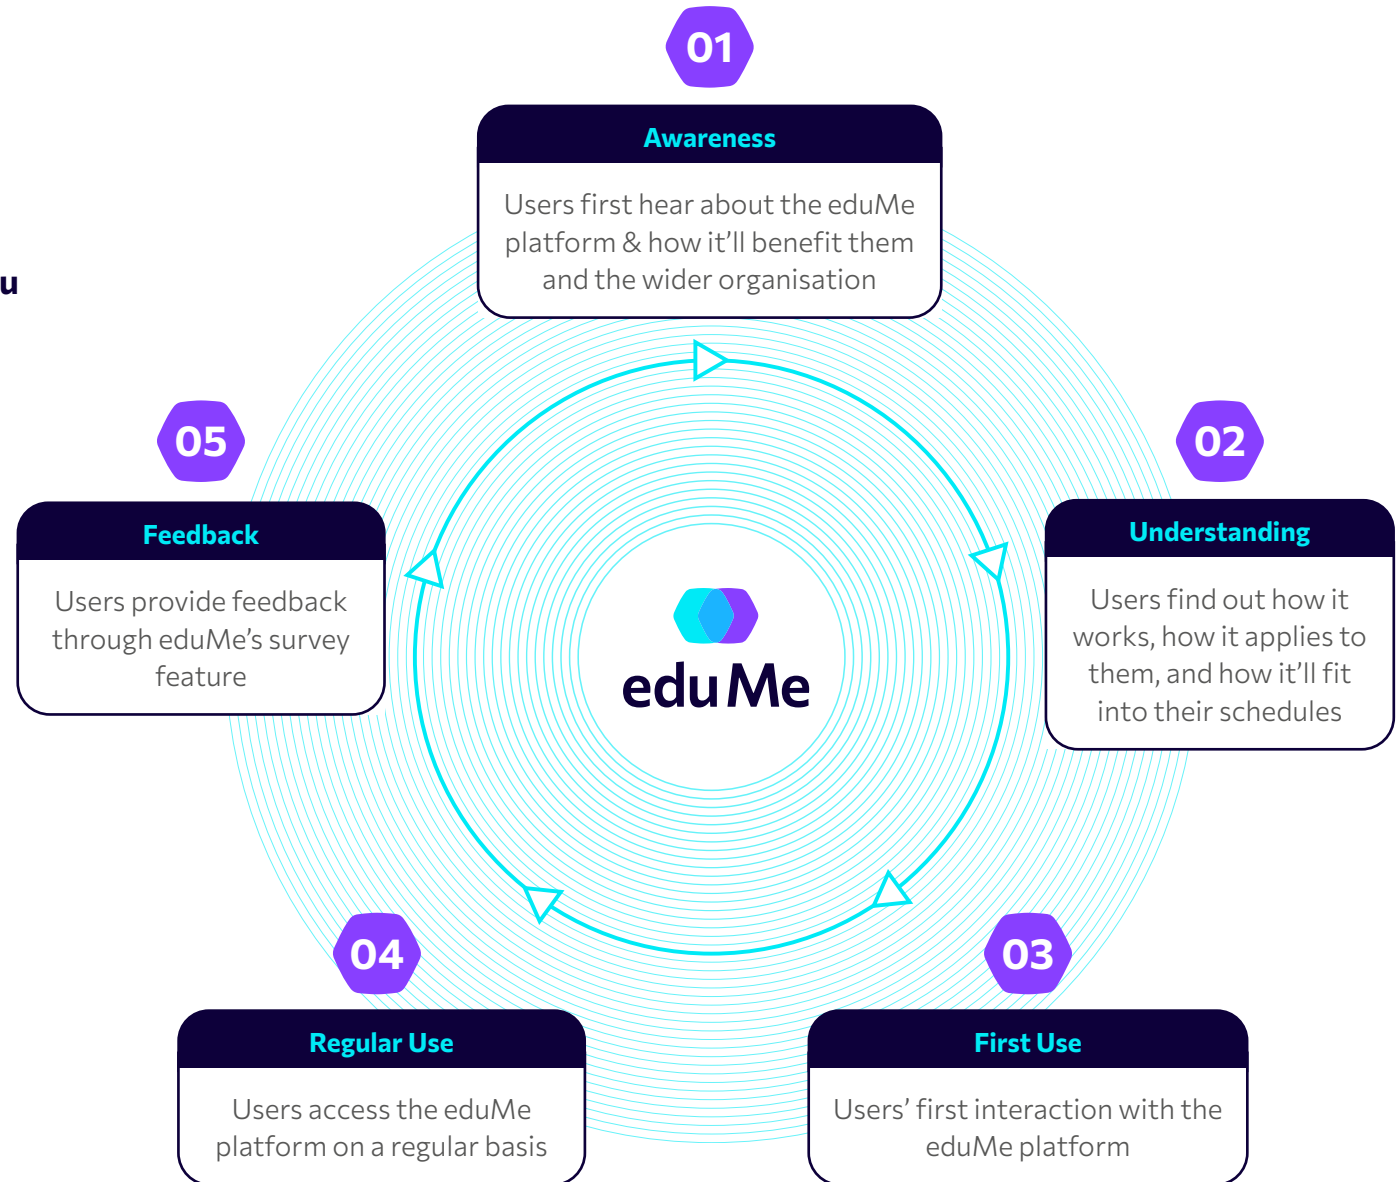 01
Awareness
Users first hear about the eduMe
platform & how it'll benefit them
and the wider organisation
u
02
Understanding
Users find out how it
works, how it applies to
them, and how it'll fit
into their schedules
03
First Use
Users' first interaction with the
eduMe platform
04
Regular Use
Users access the eduMe
platform on a regular basis
05
Feedback
Users provide feedback
through eduMe's survey
feature
eduMe